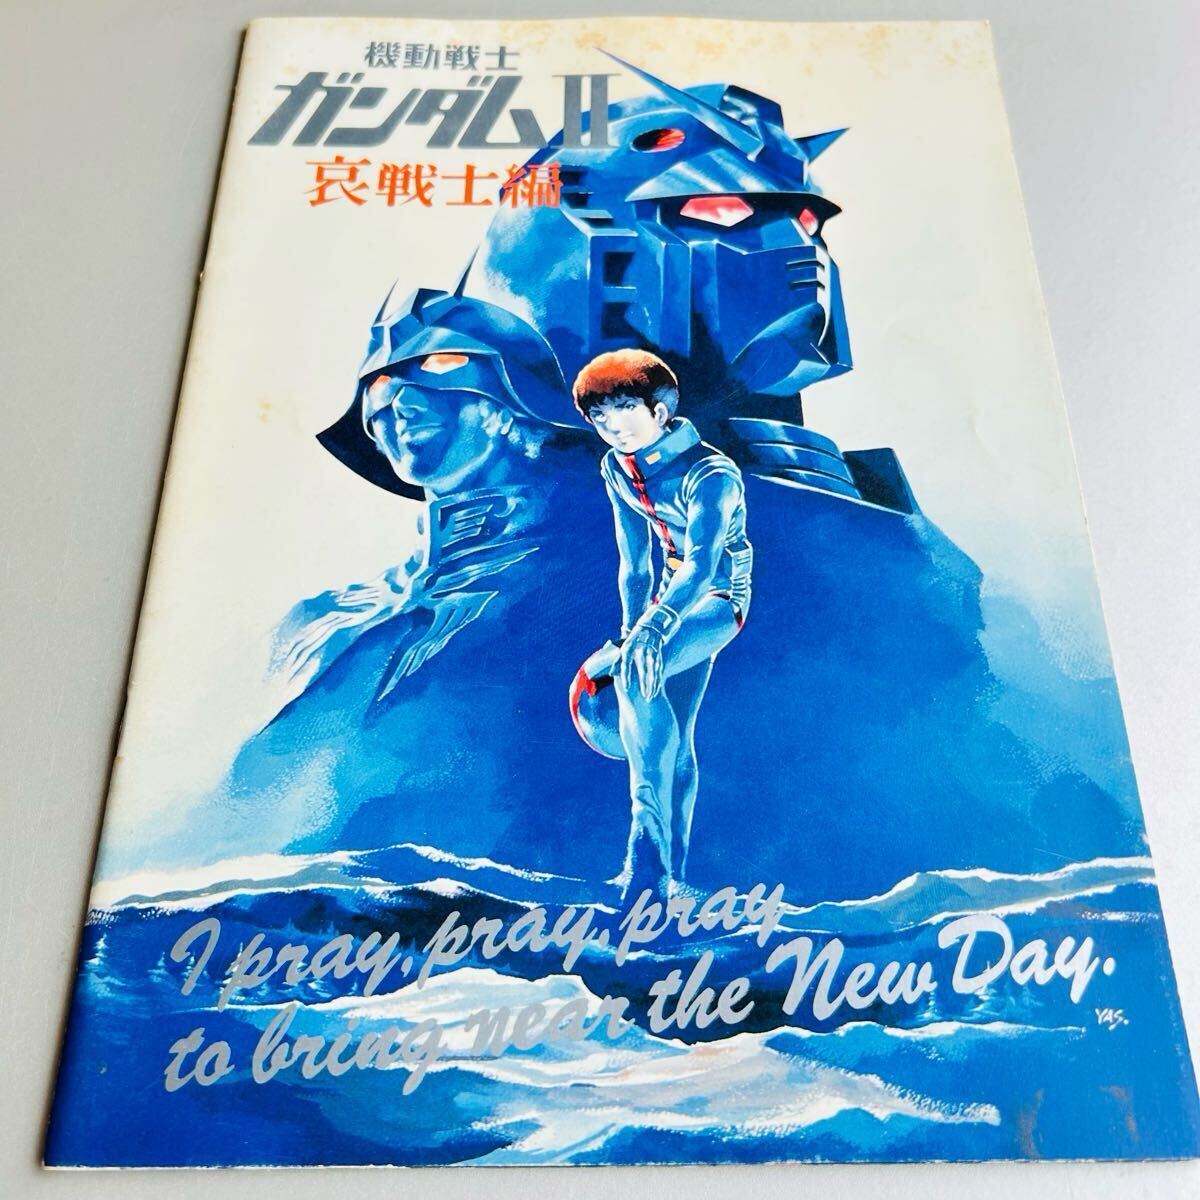 機動戦士
ガンダムII
哀戦士編
I pray, pray, pray
to bring near the New Day.
YAS.